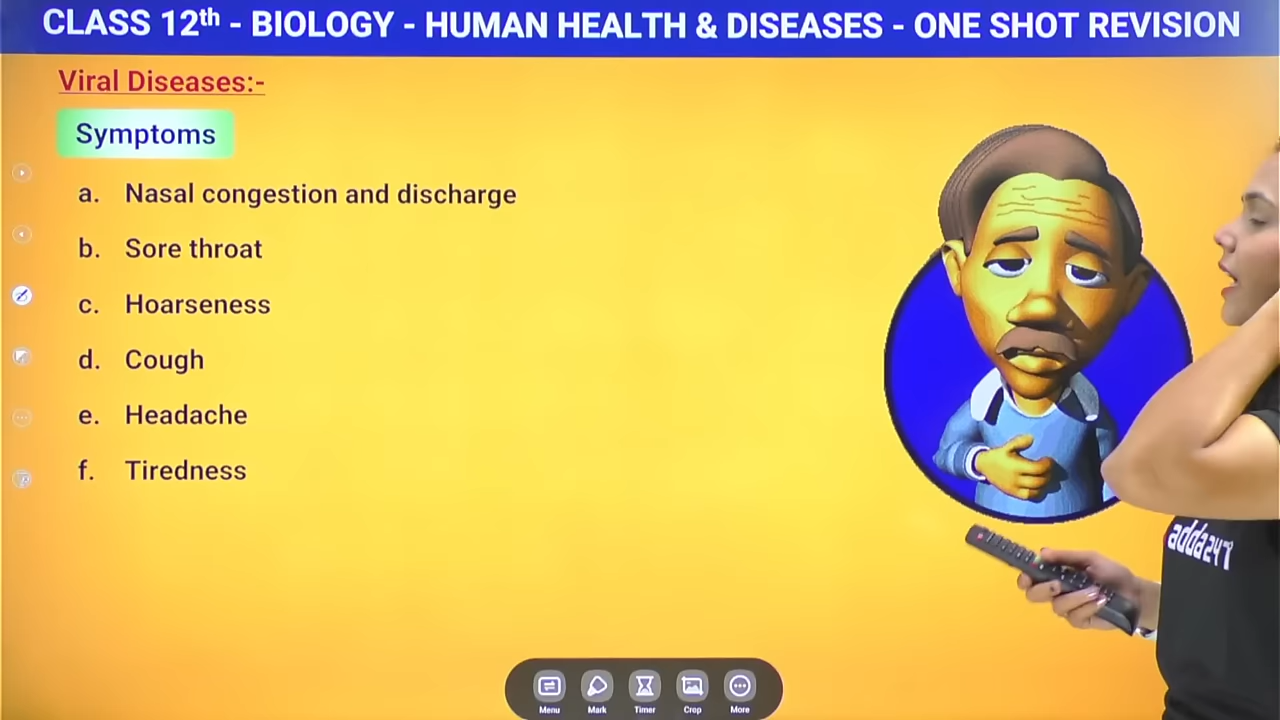 CLASS 12th - BIOLOGY - HUMAN HEALTH & DISEASES - ONE SHOT REVISION
Viral Diseases:-
Symptoms
a. Nasal congestion and discharge
b. Sore throat
c. Hoarseness
d. Cough
e. Headache
f. Tiredness
adda247
Menu Mark Timer Crop More